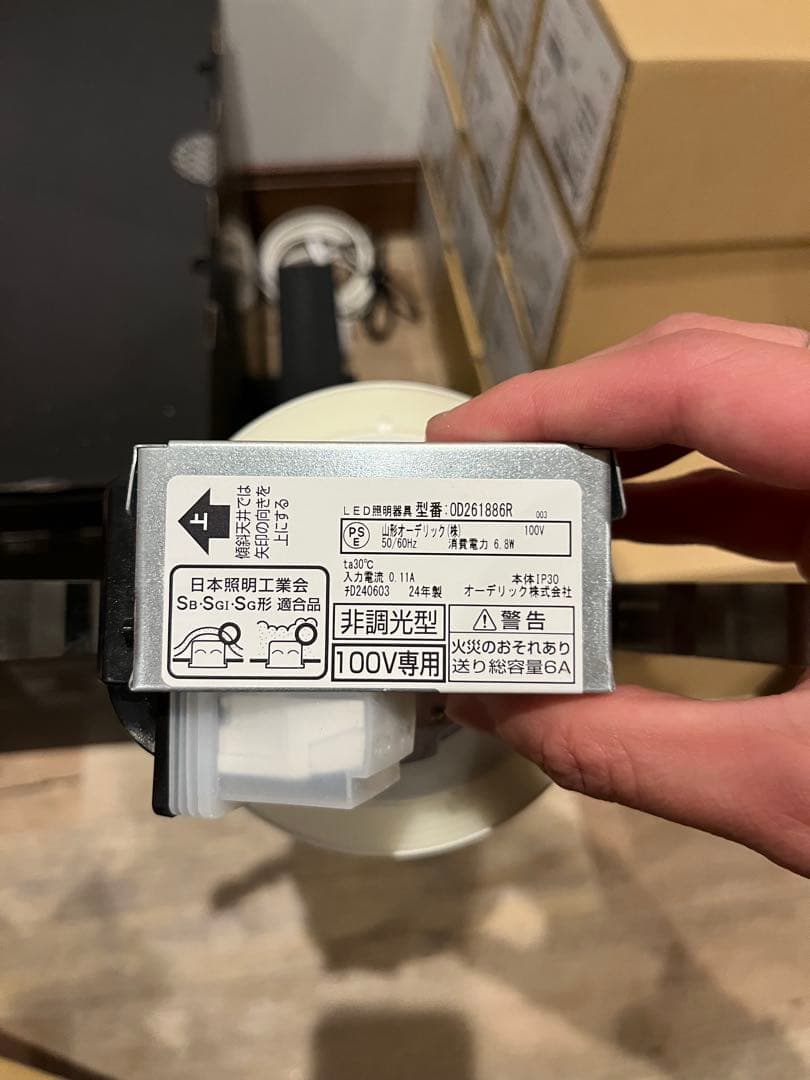 上
傾斜天井では
矢印の向きを
上にする
LED照明器具 型番:OD261886R 003
PS
E
山形オーデリック(株) 100V
50/60Hz 消費電力 6.8W
ta30℃
入力電流 0.11A 本体IP30
チD240603 24年製 オーデリック株式会社
日本照明工業会
SB・SGI・SG形 適合品
非調光型
100V専用
警告
火災のおそれあり
送り総容量6A